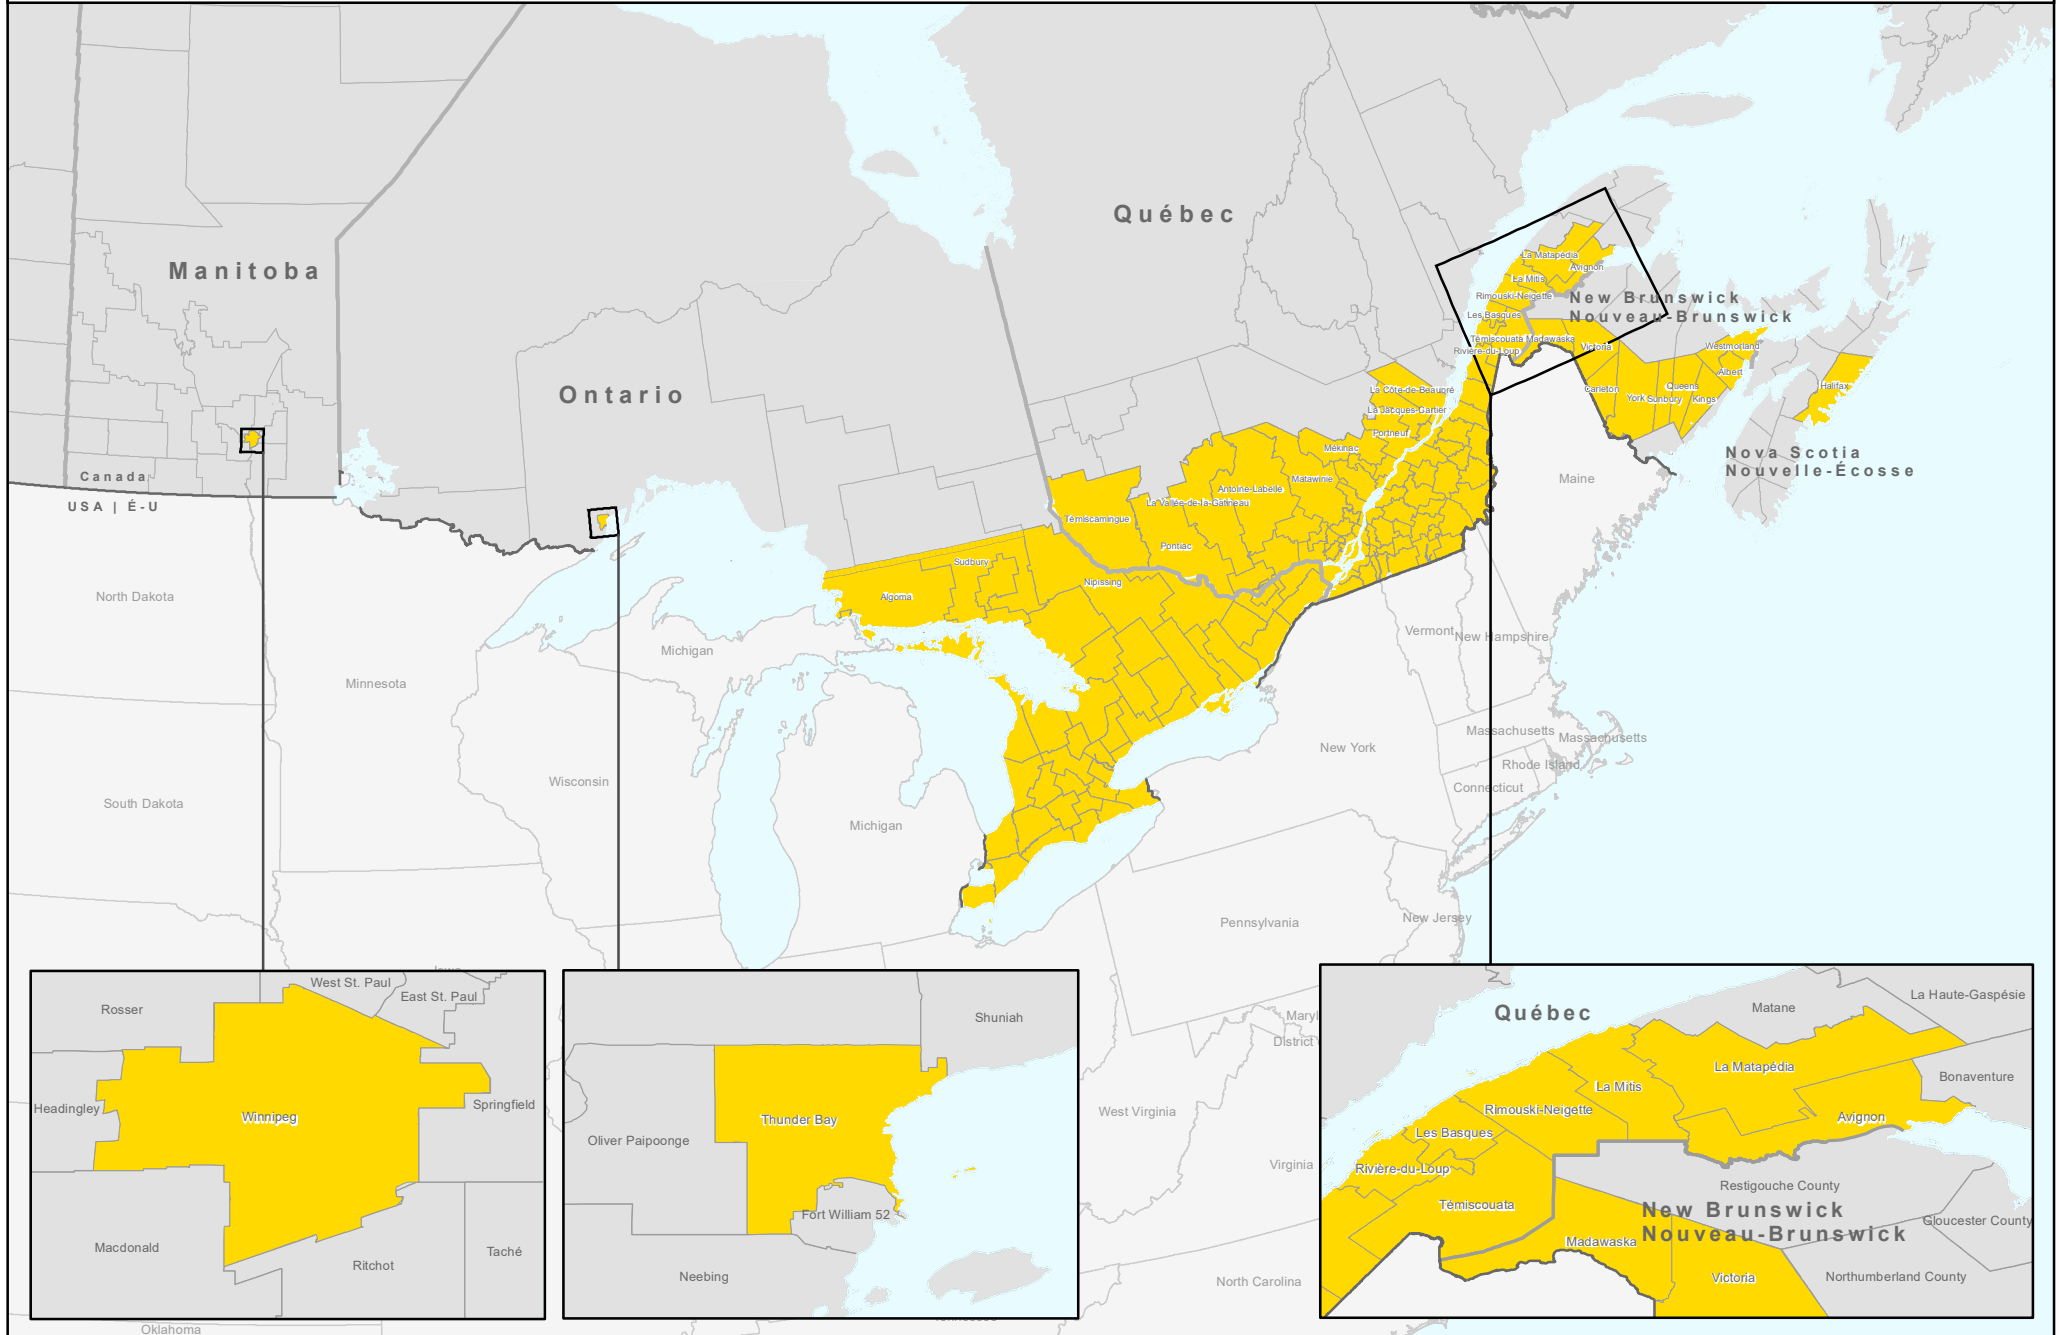 Québec
Manitoba
Ontario
La Matapédia
Avignon
La Mitis
Rimouski-Neigette
New Brunswick
Nouveau-Brunswick
Les Basques
Témiscouata
Madawaska
Rivière-du-Loup
Victoria
Westmorland
Albert
Carleton
York
Sunbury
Queens
Kings
Halifax
La Côte-de-Beaupré
La Jacques-Cartier
Portneuf
Mékinac
Nova Scotia
Nouvelle-Écosse
Canada
USA | É-U
Maine
Matawinie
Antoine-Labelle
La Vallée-de-la-Gatineau
Témiscamingue
Pontiac
Sudbury
Nipissing
Algoma
North Dakota
Minnesota
Michigan
Vermont
New Hampshire
South Dakota
Wisconsin
Michigan
New York
Massachusetts
Massachusetts
Rhode Island
Connecticut
Pennsylvania
New Jersey
Maryl
District
West Virginia
Virginia
North Carolina
Oklahoma
Rosser
West St. Paul
East St. Paul
Headingley
Winnipeg
Springfield
Macdonald
Ritchot
Taché
Shuniah
Thunder Bay
Oliver Paipoonge
Fort William 52
Neebing
Québec
Matane
La Haute-Gaspésie
La Matapédia
Bonaventure
La Mitis
Rimouski-Neigette
Avignon
Les Basques
Rivière-du-Loup
Témiscouata
Restigouche County
New Brunswick
Nouveau-Brunswick
Gloucester County
Madawaska
Victoria
Northumberland County